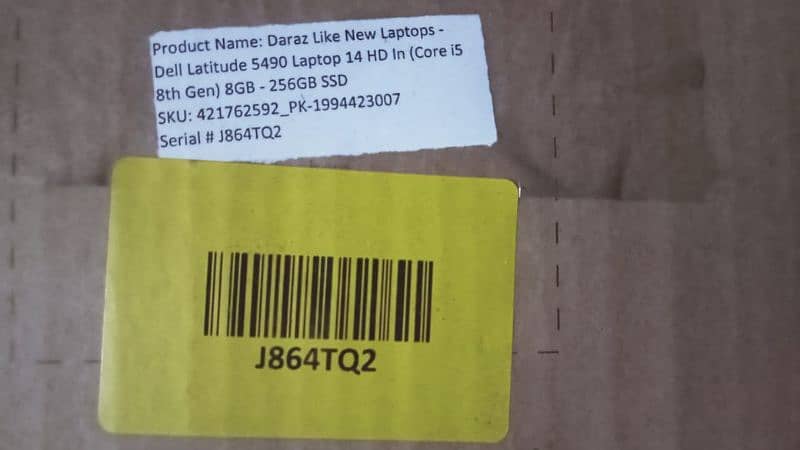 Product Name: Daraz Like New Laptops -
Dell Latitude 5490 Laptop 14 HD In (Core i5
8th Gen) 8GB - 256GB SSD
SKU: 421762592_PK-1994423007
Serial # J864TQ2
J864TQ2